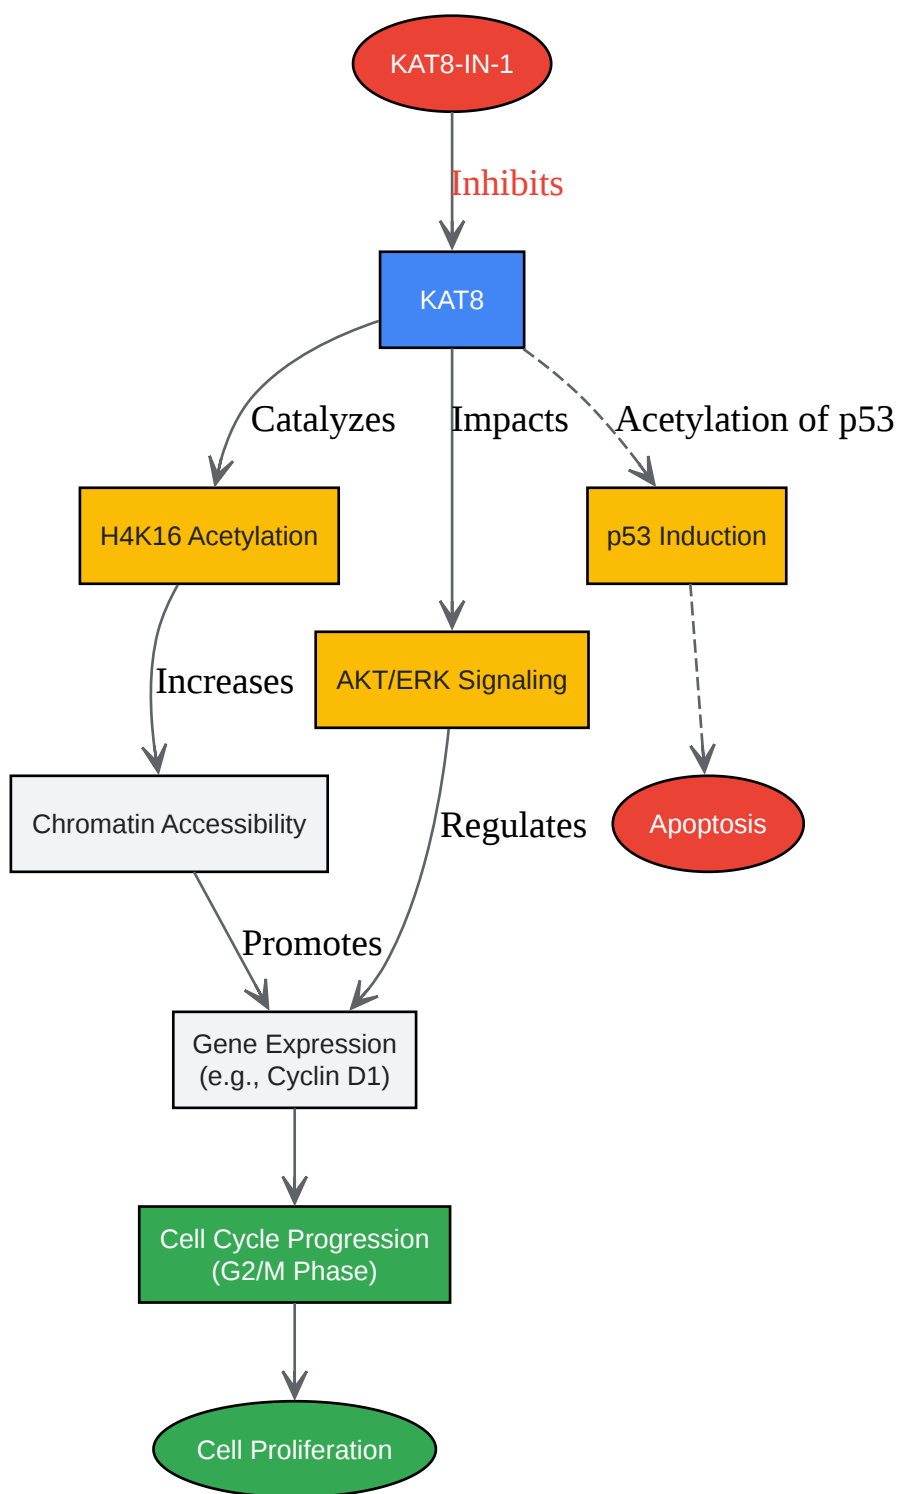 KAT8-IN-1
Inhibits
KAT8
Catalyzes
Impacts
Acetylation of p53
H4K16 Acetylation
p53 Induction
Increases
AKT/ERK Signaling
Chromatin Accessibility
Regulates
Apoptosis
Promotes
Gene Expression
(e.g., Cyclin D1)
Cell Cycle Progression
(G2/M Phase)
Cell Proliferation